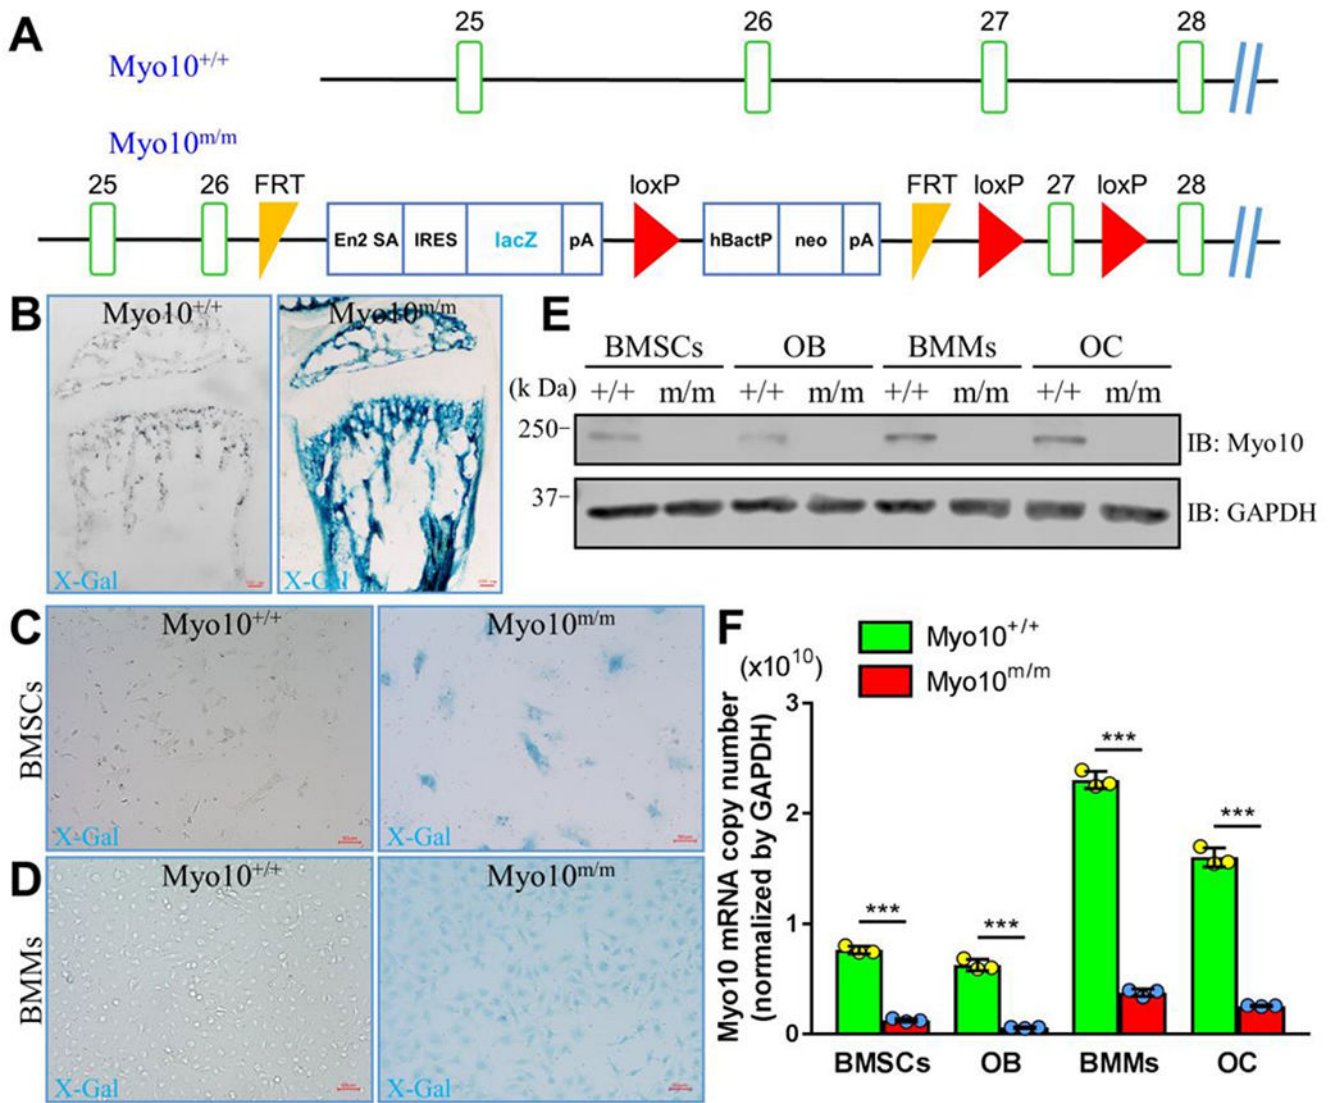 A
25 26 27 28
Myo10+/+
Myo10m/m
25 26 FRT loxP FRT loxP 27 loxP 28
En2 SA IRES lacZ pA hBactP neo pA
B
Myo10+/+
X-Gal
Myo10m/m
X-Gal
E
BMSCs OB BMMs OC
(k Da) +/+ m/m +/+ m/m +/+ m/m +/+ m/m
250
IB: Myo10
37
IB: GAPDH
C
BMSCs
Myo10+/+
X-Gal
Myo10m/m
X-Gal
D
BMMs
Myo10+/+
X-Gal
Myo10m/m
X-Gal
F
Myo10+/+
Myo10m/m
(x10^10)
Myo10 mRNA copy number
(normalized by GAPDH)
3
2
1
0
*** *** *** ***
BMSCs OB BMMs OC